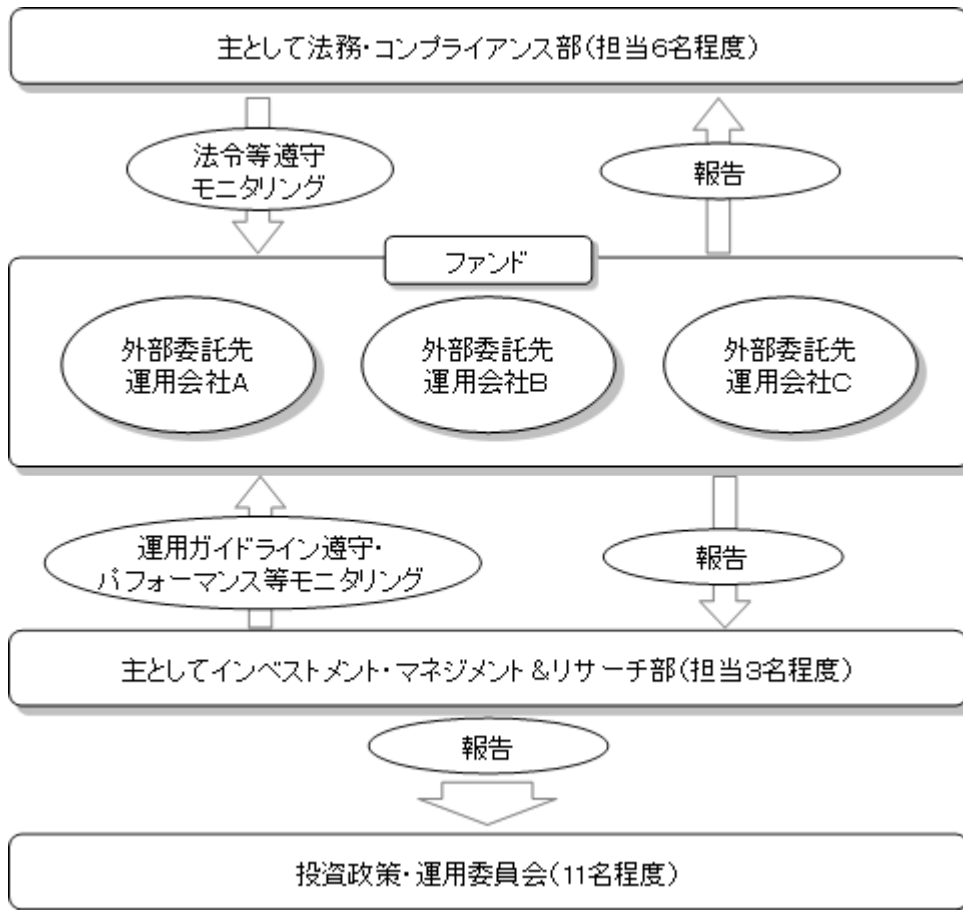 主として法務・コンプライアンス部(担当6名程度)
法令等遵守
モニタリング
報告
ファンド
外部委託先
運用会社A
外部委託先
運用会社B
外部委託先
運用会社C
運用ガイドライン遵守・
パフォーマンス等モニタリング
報告
主としてインベストメント・マネジメント&リサーチ部(担当3名程度)
報告
投資政策・運用委員会(11名程度)